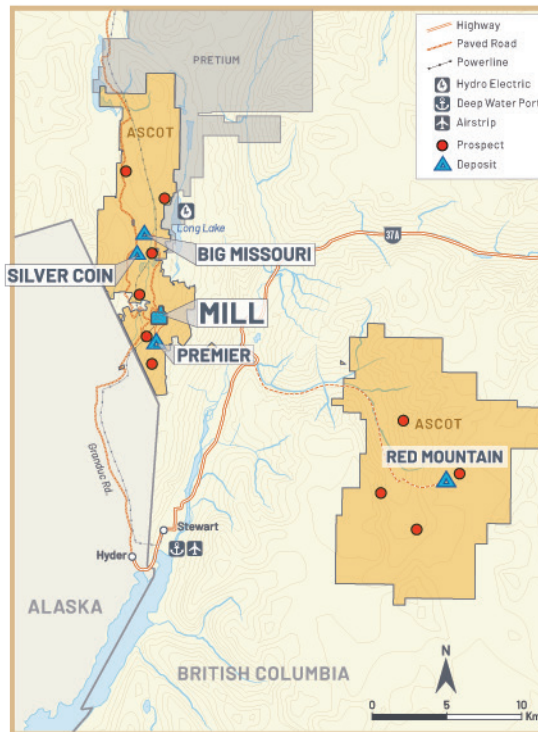 Highway
Paved Road
Powerline
Hydro Electric
Deep Water Port
Airstrip
Prospect
Deposit
PRETIUM
ASCOT
Long Lake
37A
BIG MISSOURI
SILVER COIN
MILL
PREMIER
ASCOT
RED MOUNTAIN
Granduc Rd.
Stewart
Hyder
ALASKA
BRITISH COLUMBIA
N
0 5 10
Km